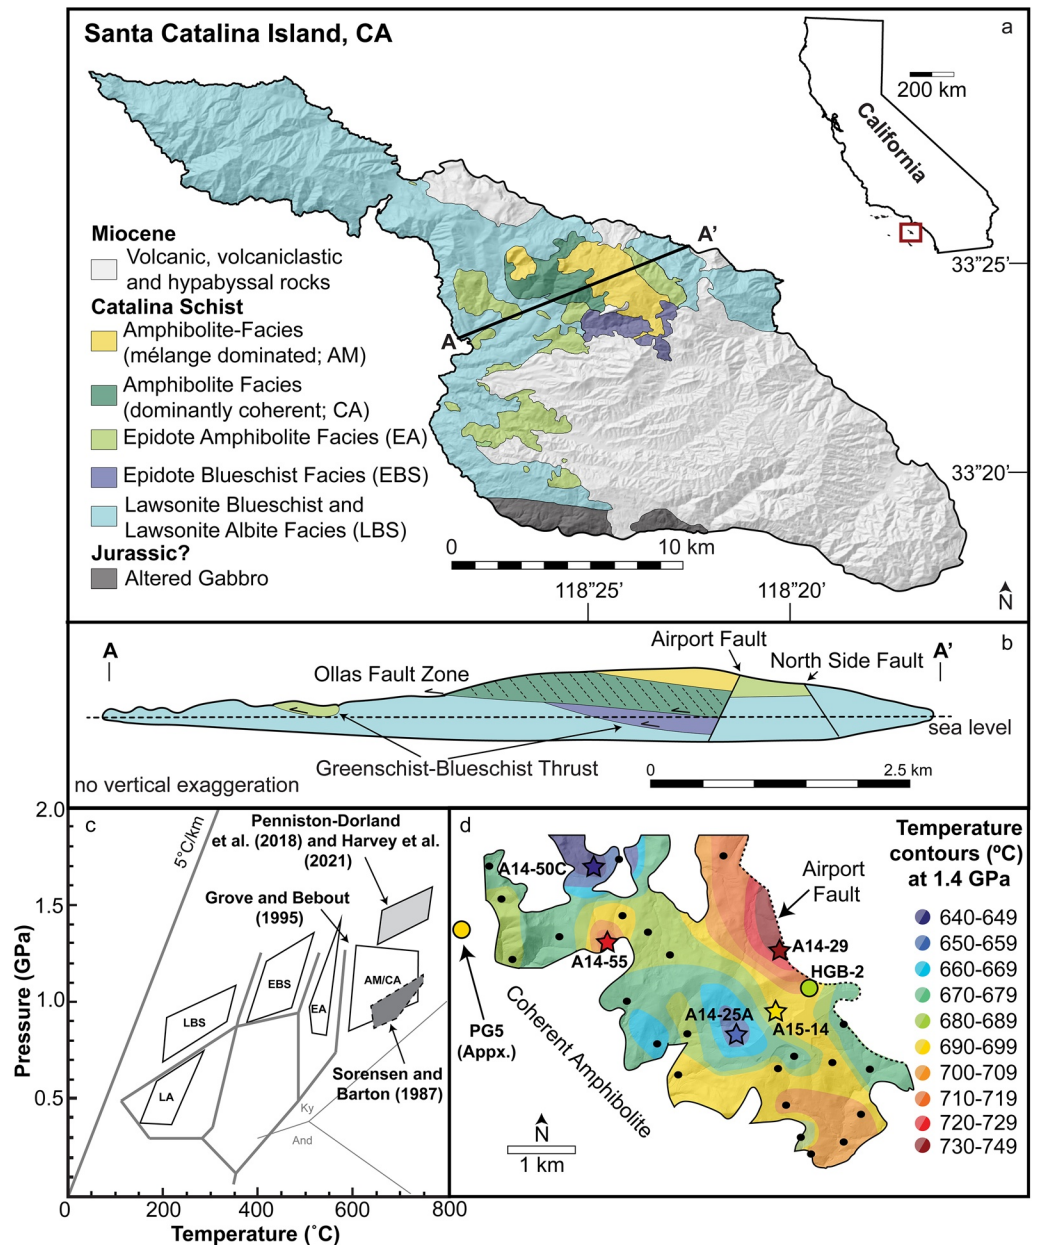 Santa Catalina Island, CA
a
200 km
California
A'
A
33"25'
33"20'
Miocene
Volcanic, volcaniclastic
and hypabyssal rocks
Catalina Schist
Amphibolite-Facies
(mélange dominated; AM)
Amphibolite Facies
(dominantly coherent; CA)
Epidote Amphibolite Facies (EA)
Epidote Blueschist Facies (EBS)
Lawsonite Blueschist and
Lawsonite Albite Facies (LBS)
Jurassic?
Altered Gabbro
0 10 km
118"25' 118"20'
N
b
A
A'
Ollas Fault Zone
Airport Fault
North Side Fault
sea level
Greenschist-Blueschist Thrust
no vertical exaggeration
0 2.5 km
c
2.0
1.5
1.0
0.5
0 200 400 600 800
Pressure (GPa)
Temperature (˚C)
5°C/km
Penniston-Dorland
et al. (2018) and Harvey et al.
(2021)
Grove and Bebout
(1995)
LBS
EBS
EA
AM/CA
LA
Sorensen and
Barton (1987)
Ky
And
d
PG5
(Appx.)
A14-50C
A14-55
Airport
Fault
A14-29
HGB-2
A14-25A
A15-14
Coherent Amphibolite
N
1 km
Temperature
contours (ºC)
at 1.4 GPa
640-649
650-659
660-669
670-679
680-689
690-699
700-709
710-719
720-729
730-749